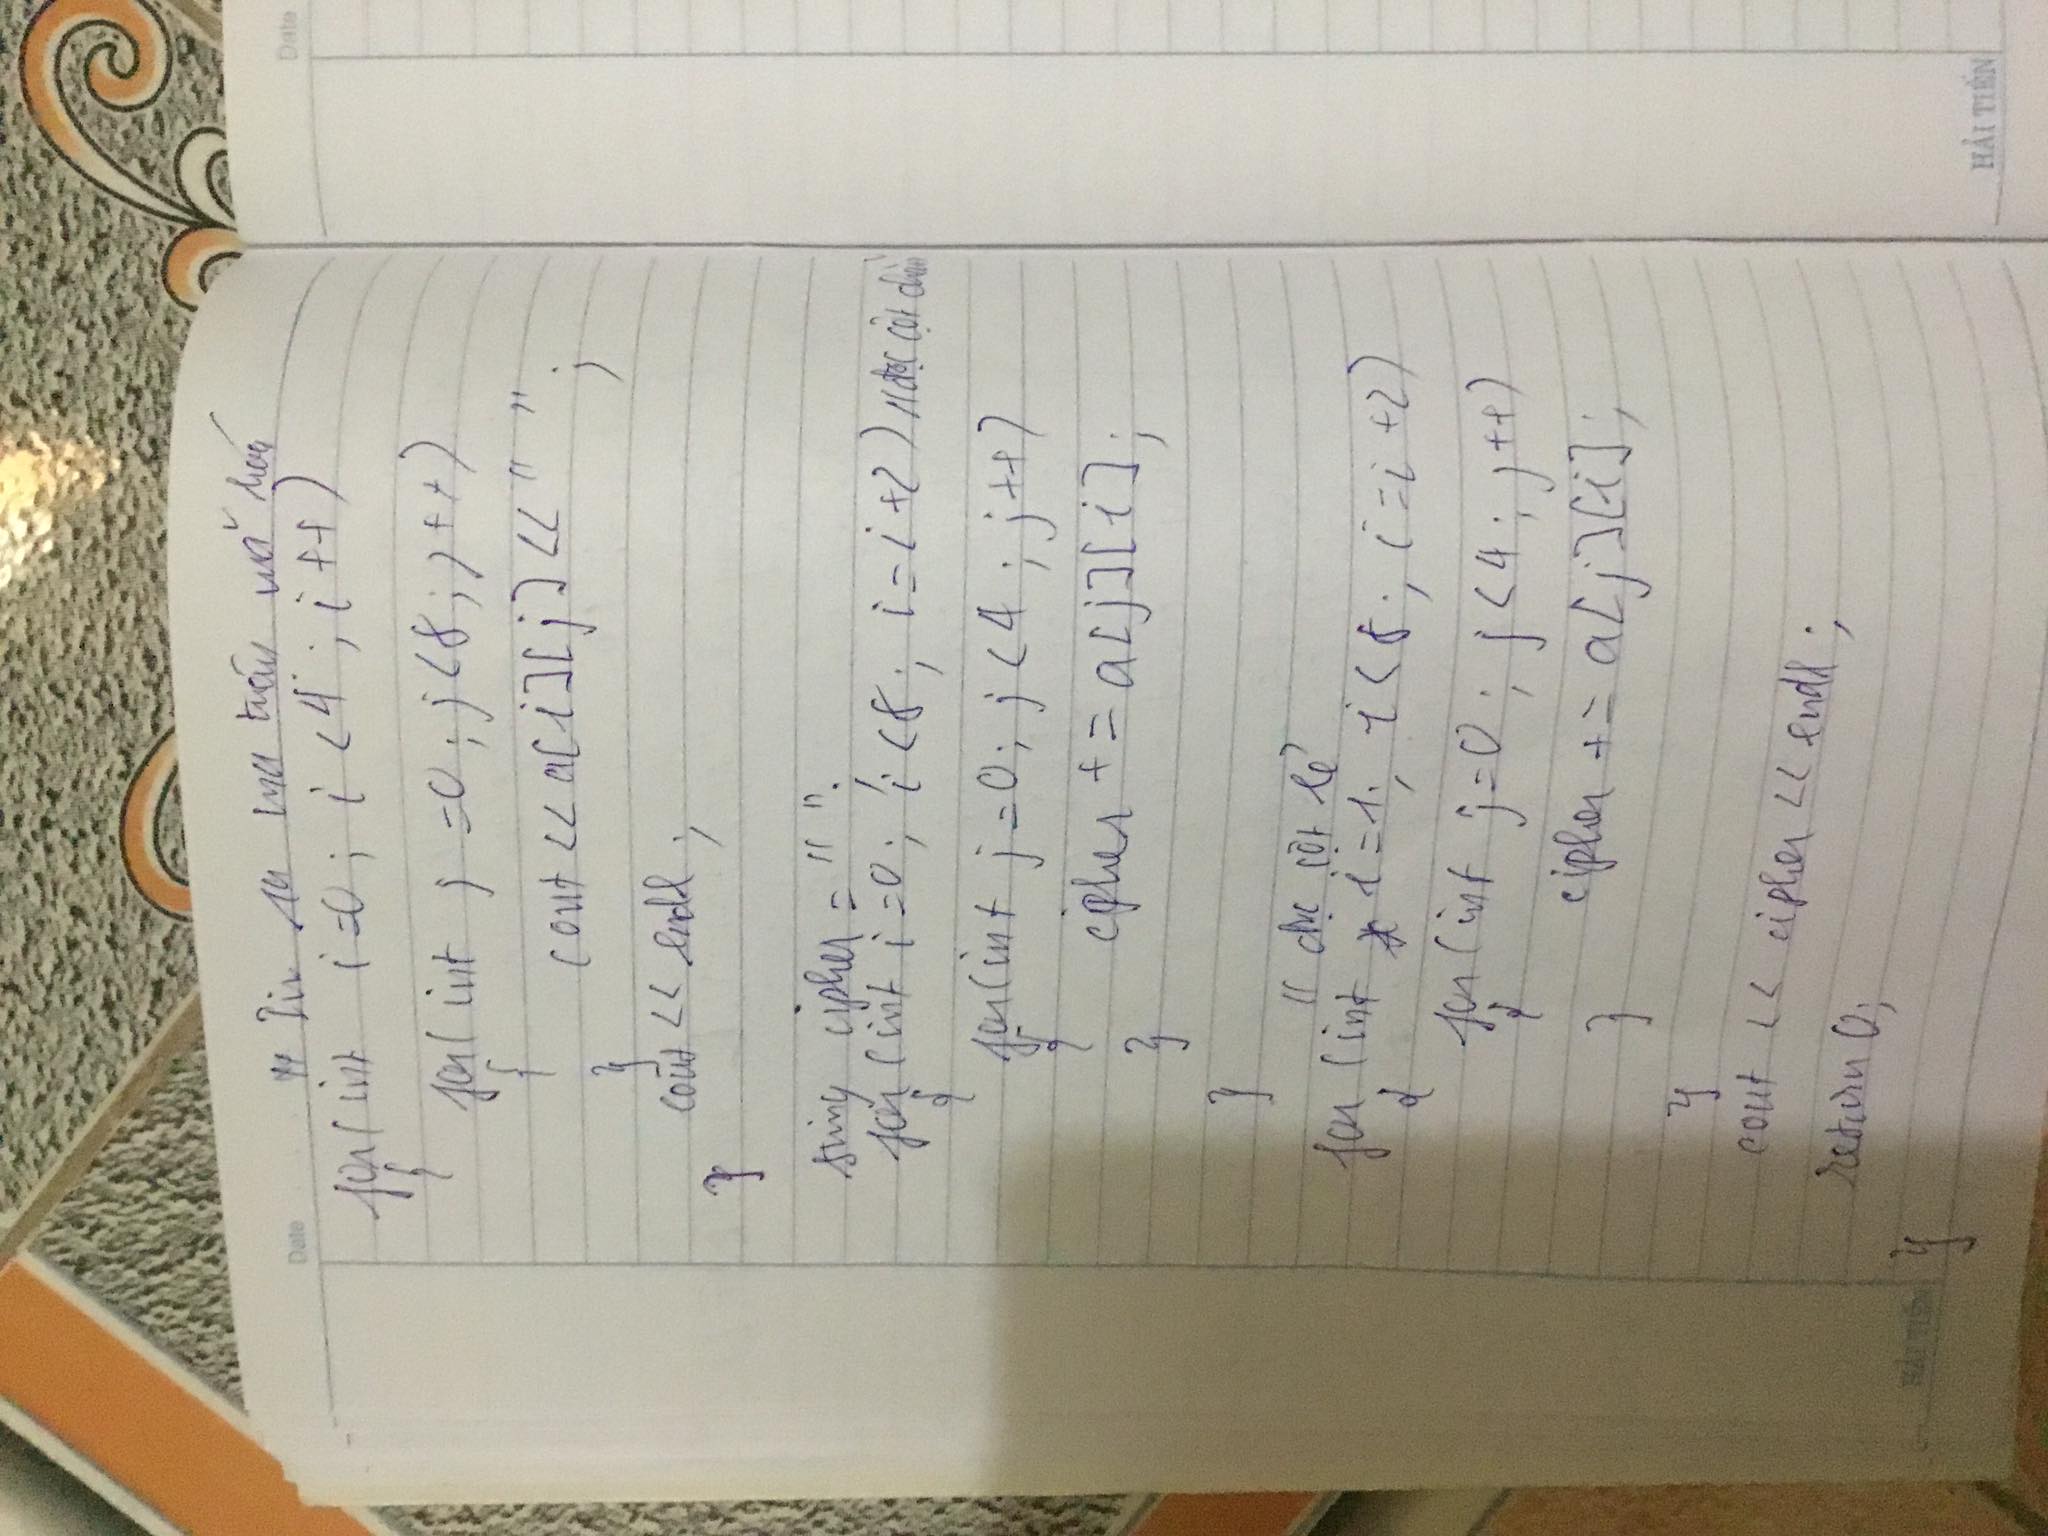 Date
Date
// In ra ma trận mã hoá
for(int i=0; i<4; i++)
{
for(int j=0; j<8; j++)
{
cout<<a[i][j]<<" ";
}
cout<<endl;
}
string cipher=" ";
for(int i=0; i<8; i=i+2) // đọc cột chẵn
{
for(int j=0; j<4; j++)
{
cipher += a[j][i];
}
}
// đọc cột lẻ
for(int i=1; i<8; i=i+2)
{
for(int j=0; j<4; j++)
{
cipher += a[j][i];
}
}
cout << cipher << endl;
return 0;
}
HẢI TIẾN
HẢI TIẾN